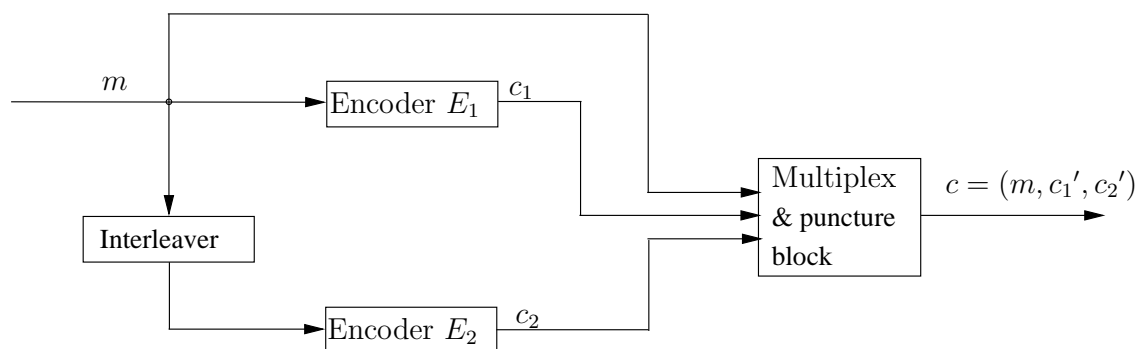 m
Encoder E₁
c₁
Multiplex
& puncture
block
c = (m, c₁′, c₂′)
Interleaver
Encoder E₂
c₂